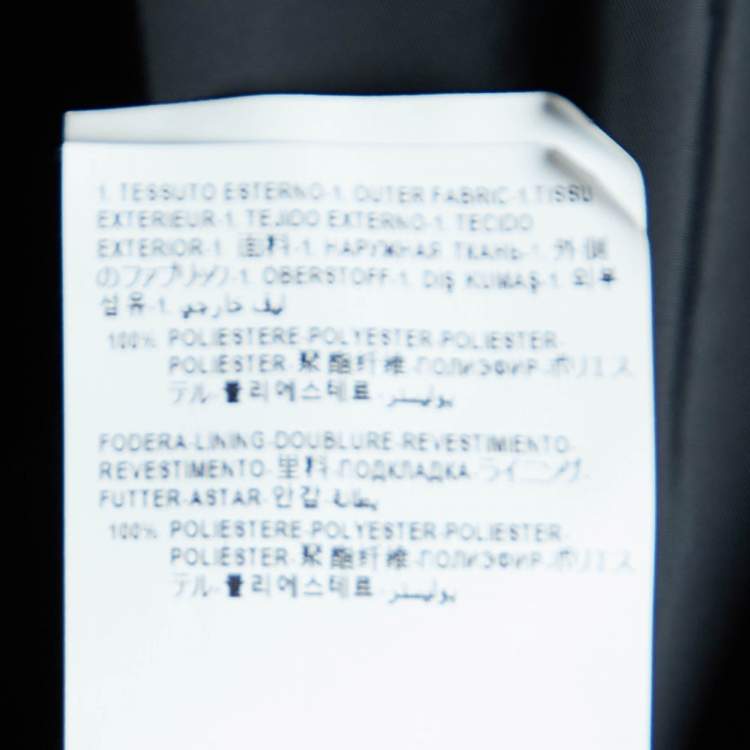 1. TESSUTO ESTERNO-1. OUTER FABRIC-1.TISSU
EXTERIEUR-1. TEJIDO EXTERNO-1. TECIDO
EXTERIOR-1. 面料-1. НАРУЖНАЯ ТКАНЬ-1. 外側
のファブリック-1. OBERSTOFF-1. DIŞ KUMAŞ-1. 외부
섬유-1. ليف خارجي
100% POLIESTERE-POLYESTER-POLIESTER-
POLIÉSTER-聚酯纤维-ПОЛИЭФИР-ポリエス
テル-폴리에스테르-بوليستر
FODERA-LINING-DOUBLURE-REVESTIMIENTO-
REVESTIMENTO-里料-ПОДКЛАДКА-ライニング-
FUTTER-ASTAR-안감-بطانة
100% POLIESTERE-POLYESTER-POLIESTER-
POLIÉSTER-聚酯纤维-ПОЛИЭФИР-ポリエス
テル-폴리에스테르-بوليستر